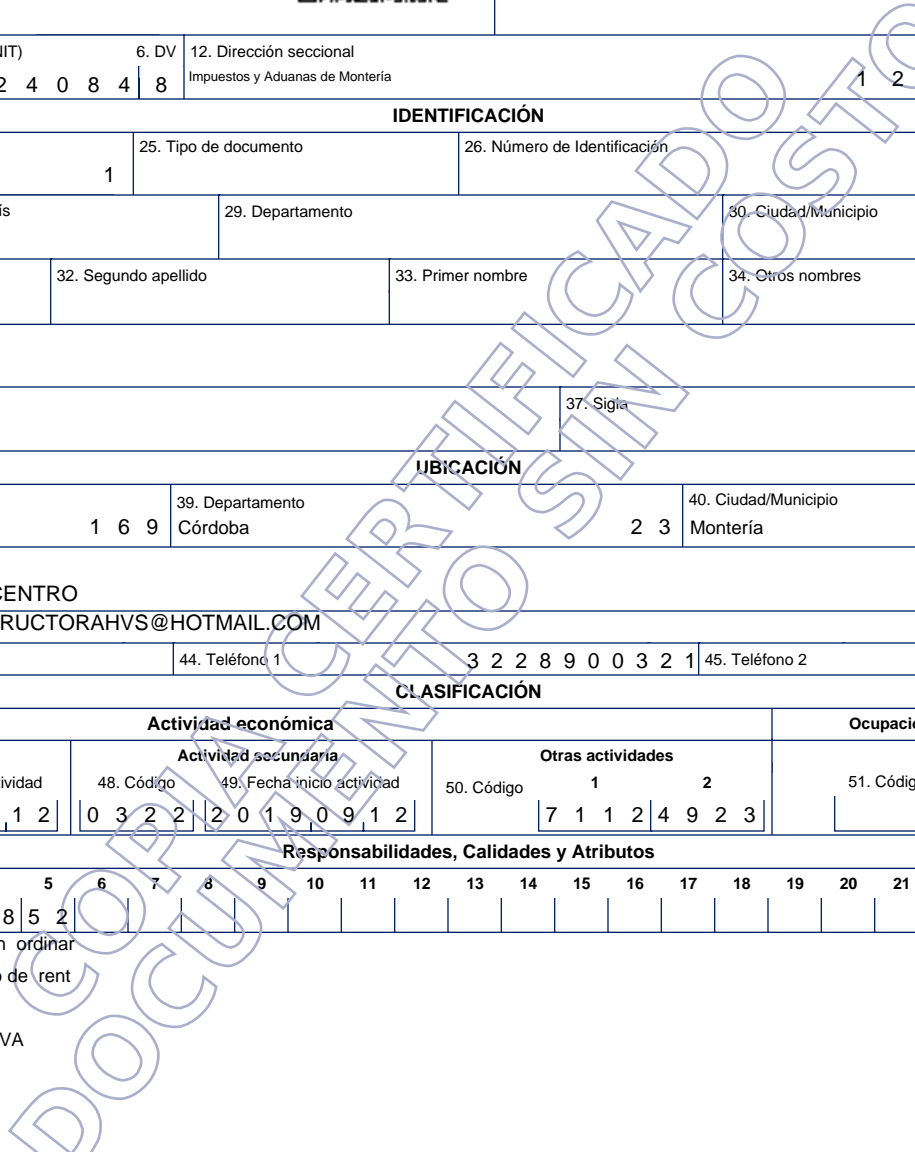 NIT) 6. DV 12. Dirección seccional
2 4 0 8 4 8 Impuestos y Aduanas de Montería 1 2
IDENTIFICACIÓN
25. Tipo de documento 26. Número de Identificación
1
ís 29. Departamento 30. Ciudad/Municipio
32. Segundo apellido 33. Primer nombre 34. Otros nombres
37. Sigla
UBICACIÓN
39. Departamento 40. Ciudad/Municipio
1 6 9 Córdoba 2 3 Montería
CENTRO
RUCTORAHVS@HOTMAIL.COM
44. Teléfono 1 3 2 2 8 9 0 0 3 2 1 45. Teléfono 2
CLASIFICACIÓN
Actividad económica Ocupació
Actividad secundaria Otras actividades
ividad 48. Código 49. Fecha inicio actividad 50. Código 1 2 51. Códig
1 2 0 3 2 2 2 0 1 9 0 9 1 2 7 1 1 2 4 9 2 3
Responsabilidades, Calidades y Atributos
5 6 7 8 9 10 11 12 13 14 15 16 17 18 19 20 21
8 5 2
n ordinar
o de rent
VA
COPIA CERTIFICADO
DOCUMENTO SIN COSTO